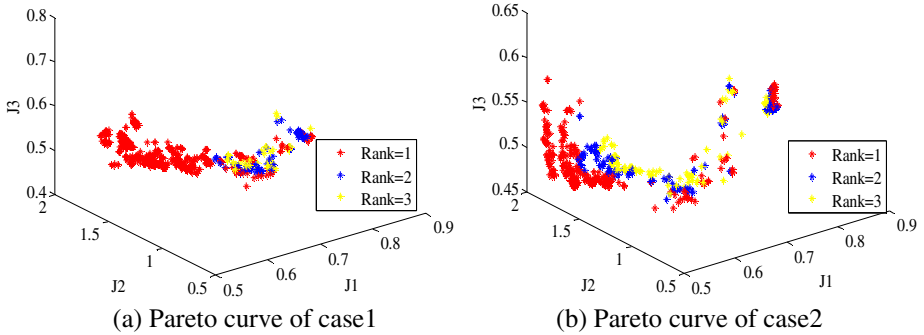 0.8
0.7
0.6
0.5
0.4
J3
2
1.5
1
0.5
J2
0.5
0.6
0.7
0.8
0.9
J1
Rank=1
Rank=2
Rank=3
(a) Pareto curve of case1
0.65
0.6
0.55
0.5
0.45
J3
2
1.5
1
0.5
J2
0.5
0.6
0.7
0.8
0.9
J1
Rank=1
Rank=2
Rank=3
(b) Pareto curve of case2